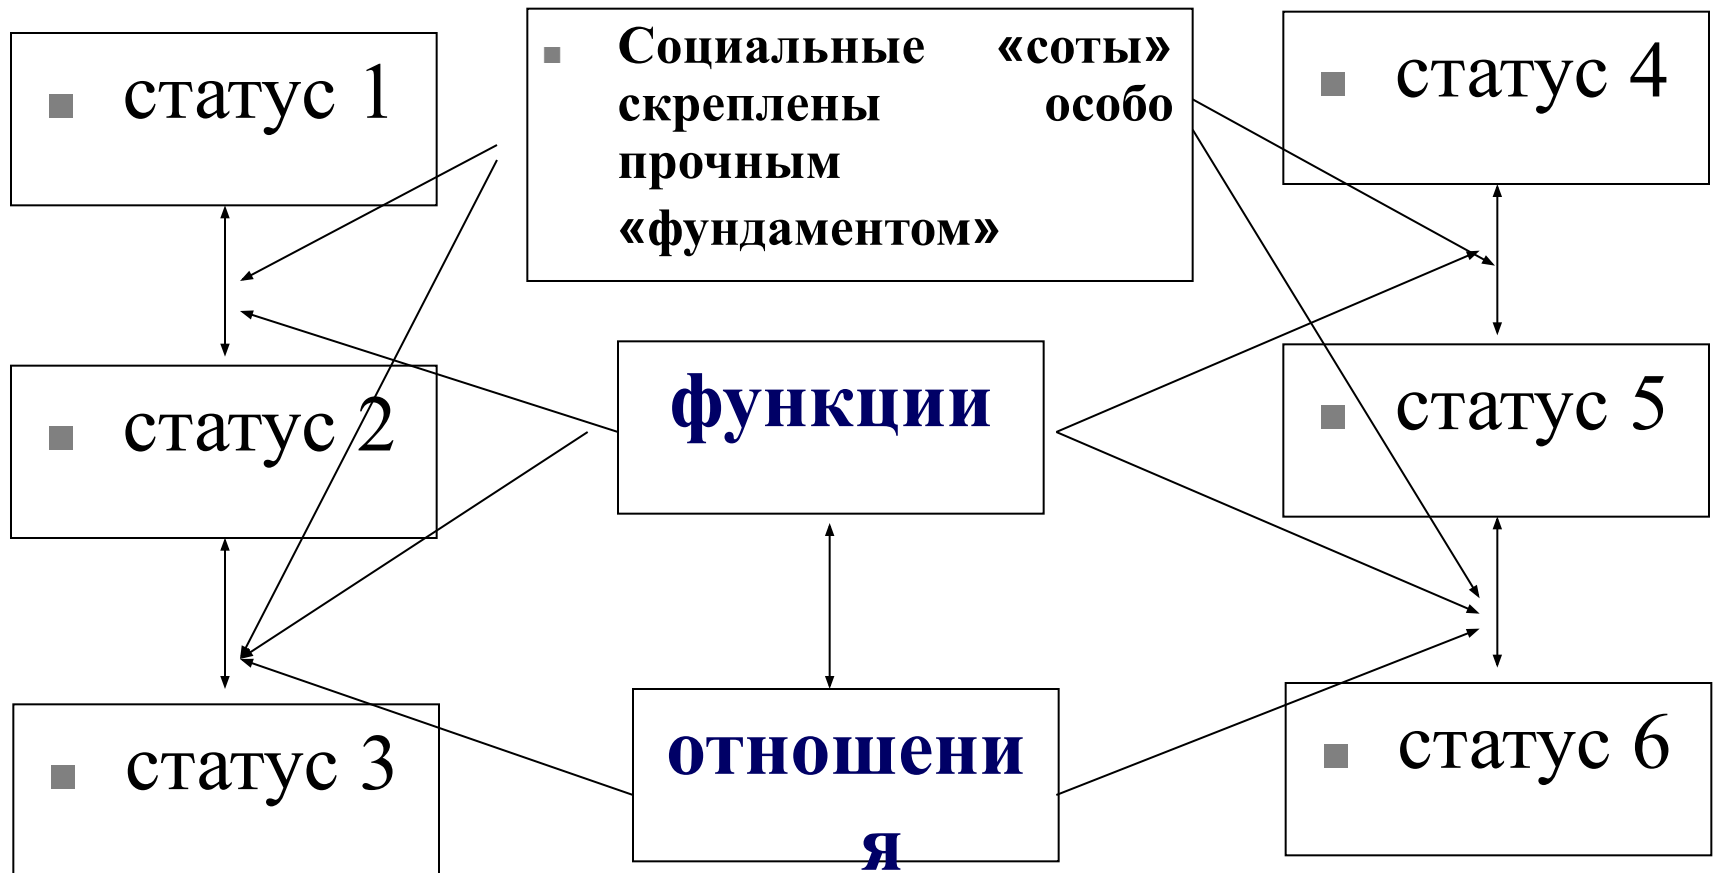 статус 1
Социальные «соты»
скреплены особо
прочным
«фундаментом»
статус 4
статус 2
функции
статус 5
статус 3
отношени
я
статус 6